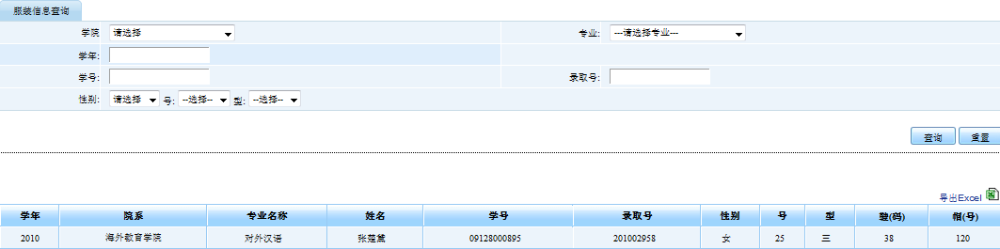 服装信息查询
学院 请选择 专业: ---请选择专业---
学年:
学号: 录取号:
性别: 请选择 号: --选择-- 型: --选择--
查询 重置
导出Excel
学年 院系 专业名称 姓名 学号 录取号 性别 号 型 鞋(码) 帽(号)
2010 海外教育学院 对外汉语 张楚黛 09128000895 201002958 女 25 三 38 120